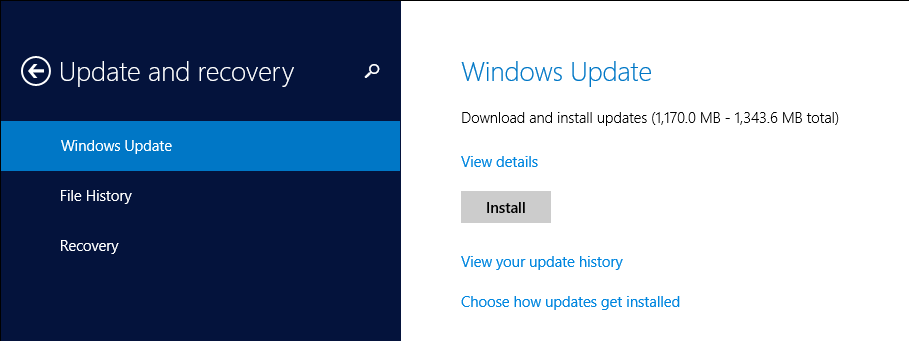 Update and recovery
Windows Update
File History
Recovery
Windows Update
Download and install updates (1,170.0 MB - 1,343.6 MB total)
View details
Install
View your update history
Choose how updates get installed